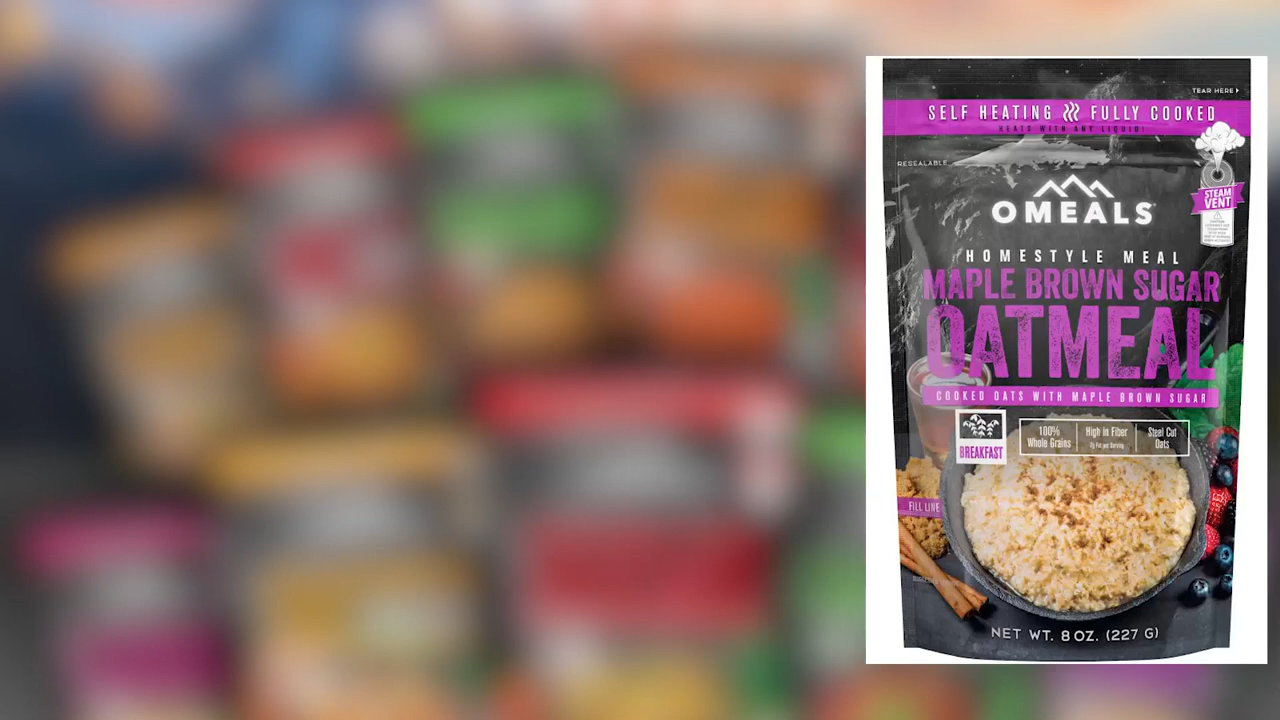 TEAR HERE
SELF HEATING FULLY COOKED
HEATS WITH ANY LIQUID!
RESEALABLE
STEAM
VENT
OMEALS
HOMESTYLE MEAL
MAPLE BROWN SUGAR
OATMEAL
COOKED OATS WITH MAPLE BROWN SUGAR
BREAKFAST
100%
Whole Grains
High in Fiber
Steel Cut
Oats
FILL LINE
NET WT. 8 OZ. (227 G)